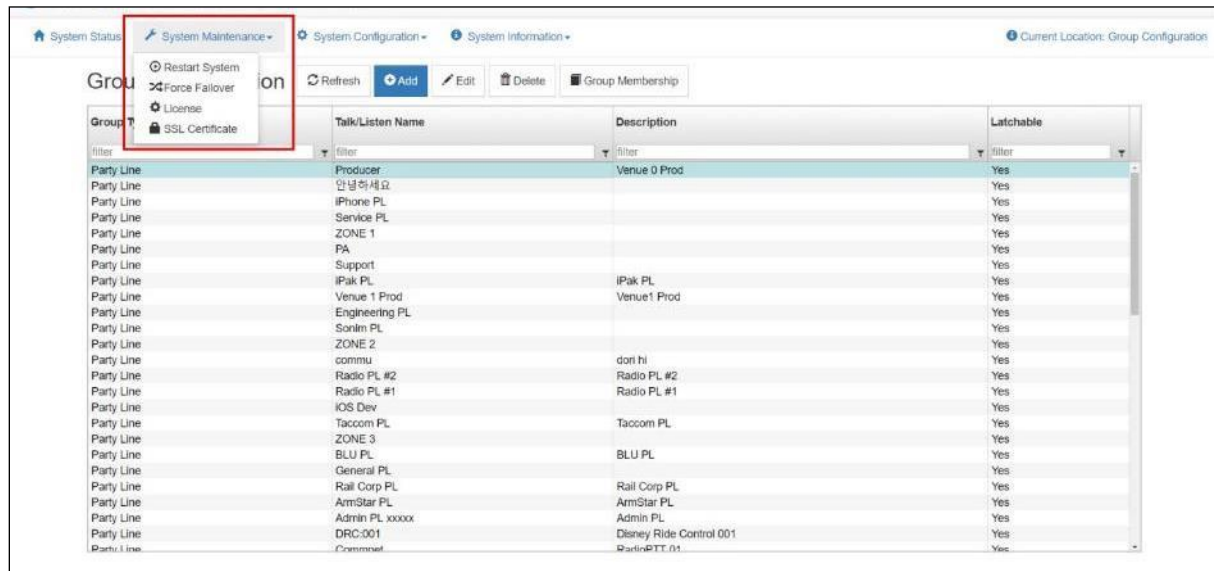 System Status System Maintenance System Configuration System Information Current Location: Group Configuration
Restart System
Force Failover
License
SSL Certificate
Grou on Refresh Add Edit Delete Group Membership
Group T Talk/Listen Name Description Latchable
filter filter filter filter
Party Line Producer Venue 0 Prod Yes
Party Line 안녕하세요 Yes
Party Line iPhone PL Yes
Party Line Service PL Yes
Party Line ZONE 1 Yes
Party Line PA Yes
Party Line Support Yes
Party Line iPak PL iPak PL Yes
Party Line Venue 1 Prod Venue1 Prod Yes
Party Line Engineering PL Yes
Party Line Sonim PL Yes
Party Line ZONE 2 Yes
Party Line commu dori hi Yes
Party Line Radio PL #2 Radio PL #2 Yes
Party Line Radio PL #1 Radio PL #1 Yes
Party Line iOS Dev Yes
Party Line Taccom PL Taccom PL Yes
Party Line ZONE 3 Yes
Party Line BLU PL BLU PL Yes
Party Line General PL Yes
Party Line Rail Corp PL Rail Corp PL Yes
Party Line ArmStar PL ArmStar PL Yes
Party Line Admin PL xxxxx Admin PL Yes
Party Line DRC:001 Disney Ride Control 001 Yes
Party Line RadioPTT 01 Yes